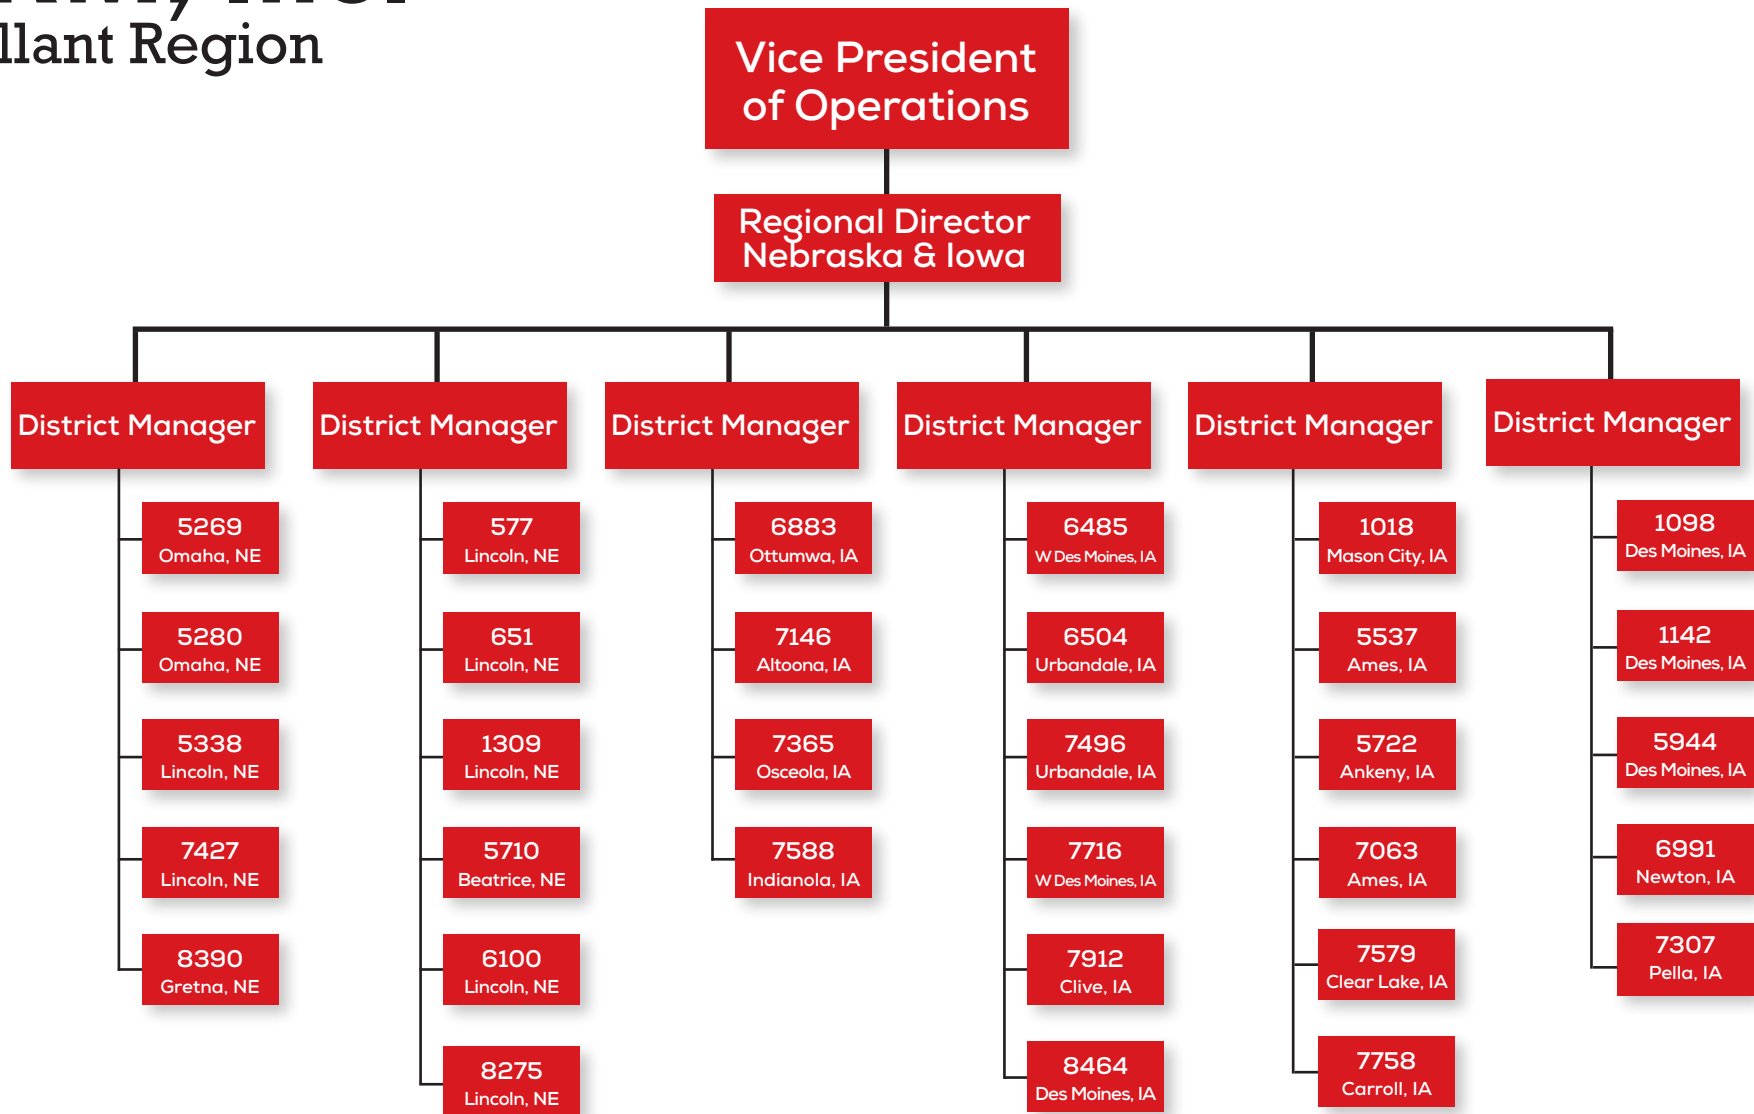 llant Region
Vice President
of Operations
Regional Director
Nebraska & Iowa
District Manager
5269
Omaha, NE
5280
Omaha, NE
5338
Lincoln, NE
7427
Lincoln, NE
8390
Gretna, NE
District Manager
577
Lincoln, NE
651
Lincoln, NE
1309
Lincoln, NE
5710
Beatrice, NE
6100
Lincoln, NE
8275
Lincoln, NE
District Manager
6883
Ottumwa, IA
7146
Altoona, IA
7365
Osceola, IA
7588
Indianola, IA
District Manager
6485
W Des Moines, IA
6504
Urbandale, IA
7496
Urbandale, IA
7716
W Des Moines, IA
7912
Clive, IA
8464
Des Moines, IA
District Manager
1018
Mason City, IA
5537
Ames, IA
5722
Ankeny, IA
7063
Ames, IA
7579
Clear Lake, IA
7758
Carroll, IA
District Manager
1098
Des Moines, IA
1142
Des Moines, IA
5944
Des Moines, IA
6991
Newton, IA
7307
Pella, IA